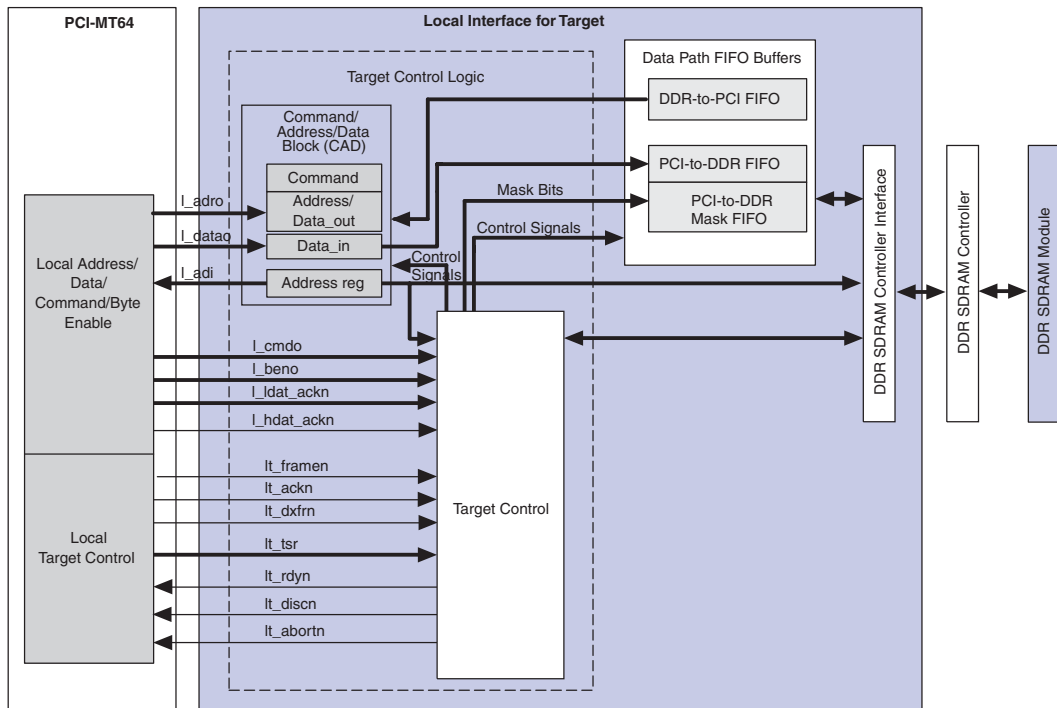 PCI-MT64
Local Interface for Target
Target Control Logic
Data Path FIFO Buffers
DDR-to-PCI FIFO
PCI-to-DDR FIFO
PCI-to-DDR
Mask FIFO
Command/
Address/Data
Block (CAD)
Command
Address/
Data_out
Data_in
Address reg
Mask Bits
Control Signals
Control
Signals
l_adro
l_datao
l_adi
Local Address/
Data/
Command/Byte
Enable
l_cmdo
l_beno
l_ldat_ackn
l_hdat_ackn
lt_framen
lt_ackn
lt_dxfrn
lt_tsr
lt_rdyn
lt_discn
lt_abortn
Local
Target Control
Target Control
DDR SDRAM Controller Interface
DDR SDRAM Controller
DDR SDRAM Module